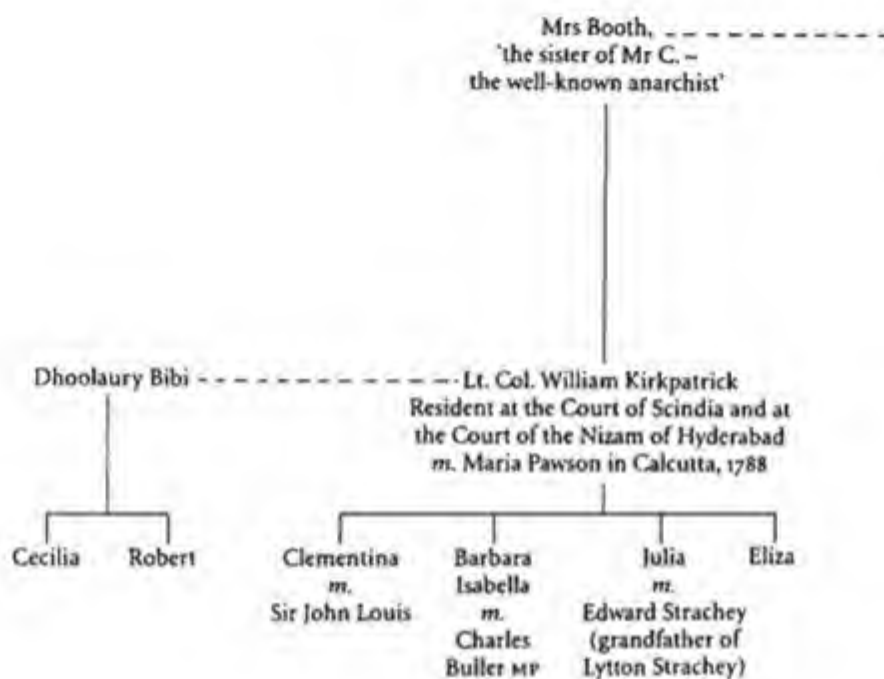 Mrs Booth,
'the sister of Mr C. –
the well-known anarchist'
Dhoolaury Bibi
Lt. Col. William Kirkpatrick
Resident at the Court of Scindia and at
the Court of the Nizam of Hyderabad
m. Maria Pawson in Calcutta, 1788
Cecilia
Robert
Clementina
m.
Sir John Louis
Barbara
Isabella
m.
Charles
Buller MP
Julia
m.
Edward Strachey
(grandfather of
Lytton Strachey)
Eliza